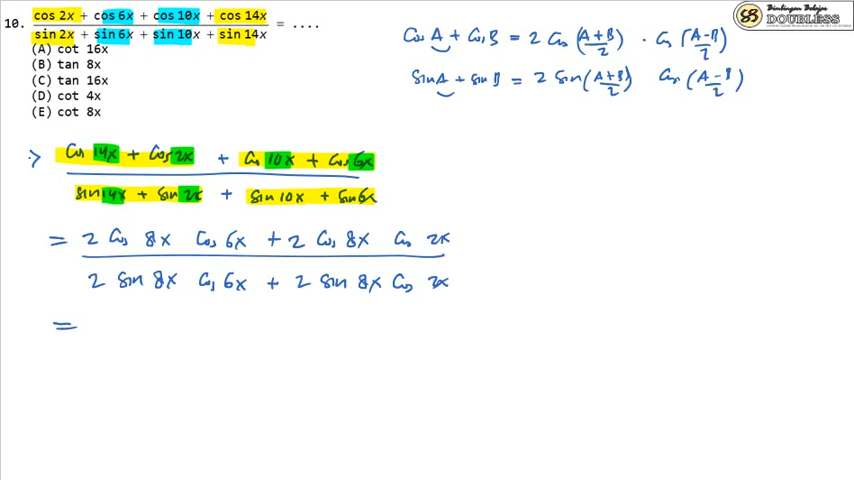 Bimbingan Belajar
DOUBLESS
10. cos 2x + cos 6x + cos 10x + cos 14x
sin 2x + sin 6x + sin 10x + sin 14x
= ....
(A) cot 16x
(B) tan 8x
(C) tan 16x
(D) cot 4x
(E) cot 8x
Cos A + Cos B = 2 Cos (A+B/2) . Cos (A-B/2)
Sin A + Sin B = 2 Sin (A+B/2) Cos (A-B/2)
Cos 14x + Cos 2x + Cos 10x + Cos 6x
Sin 14x + Sin 2x + Sin 10x + Sin 6x
= 2 Cos 8x Cos 6x + 2 Cos 8x Cos 2x
2 Sin 8x Cos 6x + 2 Sin 8x Cos 2x
=